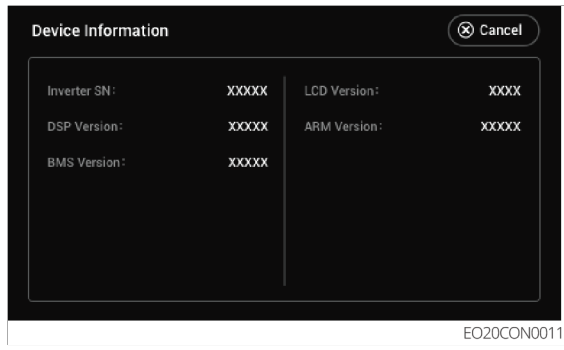 Device Information
Cancel
Inverter SN: XXXXX
DSP Version: XXXXX
BMS Version: XXXXX
LCD Version: XXXX
ARM Version: XXXXX
EO20CON0011